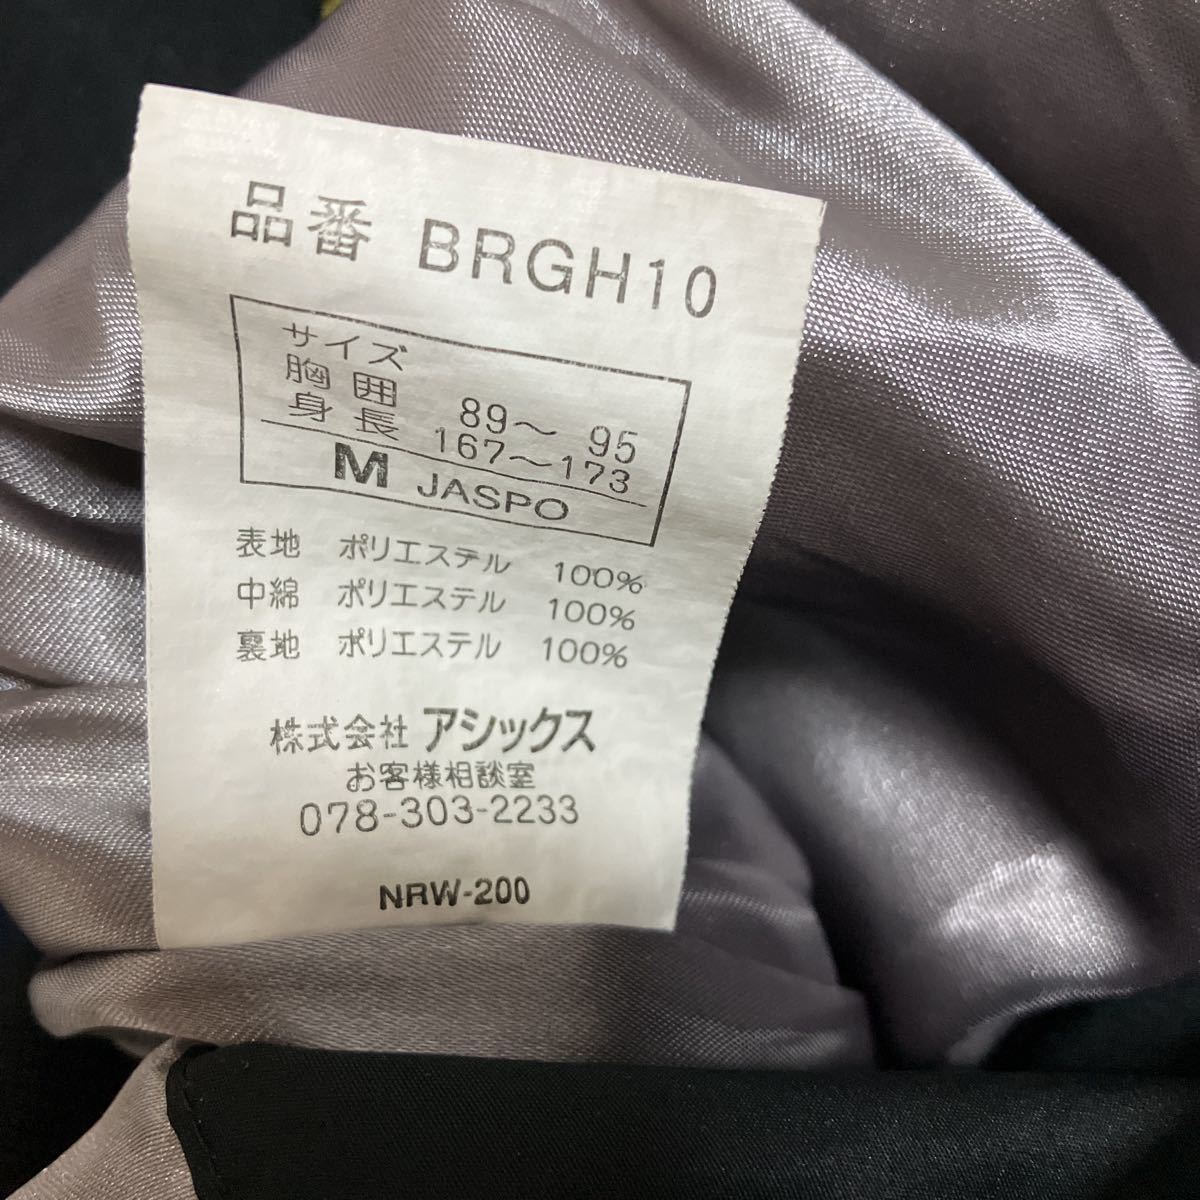 品番 BRGH10
サイズ
胸囲 89～ 95
身長 167～173
M JASPO
表地 ポリエステル 100%
中綿 ポリエステル 100%
裏地 ポリエステル 100%
株式会社 アシックス
お客様相談室
078-303-2233
NRW-200